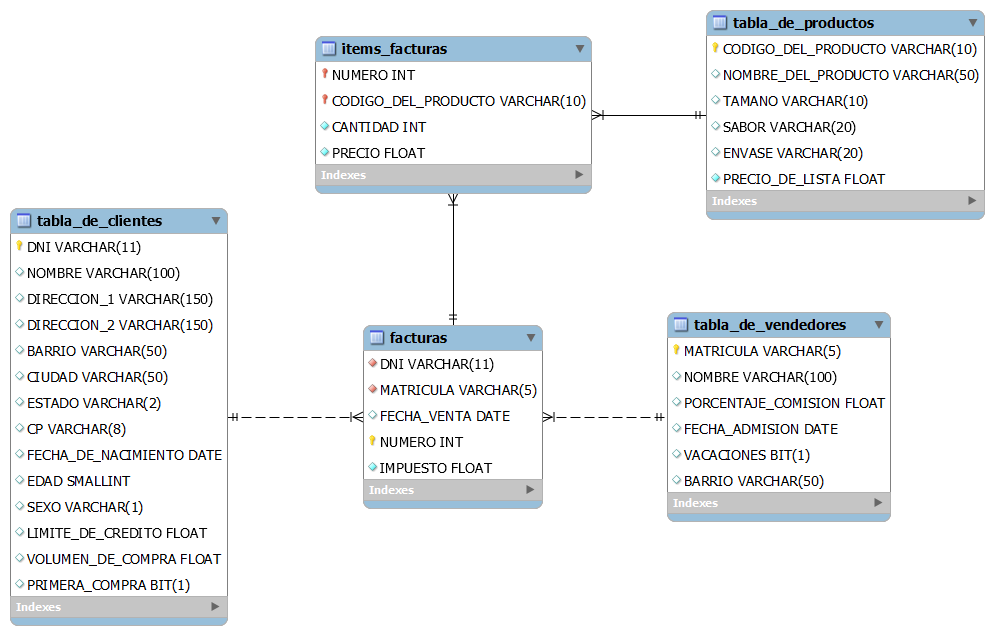 items_facturas
NUMERO INT
CODIGO_DEL_PRODUCTO VARCHAR(10)
CANTIDAD INT
PRECIO FLOAT
Indexes
tabla_de_productos
CODIGO_DEL_PRODUCTO VARCHAR(10)
NOMBRE_DEL_PRODUCTO VARCHAR(50)
TAMANO VARCHAR(10)
SABOR VARCHAR(20)
ENVASE VARCHAR(20)
PRECIO_DE_LISTA FLOAT
Indexes
tabla_de_clientes
DNI VARCHAR(11)
NOMBRE VARCHAR(100)
DIRECCION_1 VARCHAR(150)
DIRECCION_2 VARCHAR(150)
BARRIO VARCHAR(50)
CIUDAD VARCHAR(50)
ESTADO VARCHAR(2)
CP VARCHAR(8)
FECHA_DE_NACIMIENTO DATE
EDAD SMALLINT
SEXO VARCHAR(1)
LIMITE_DE_CREDITO FLOAT
VOLUMEN_DE_COMPRA FLOAT
PRIMERA_COMPRA BIT(1)
Indexes
facturas
DNI VARCHAR(11)
MATRICULA VARCHAR(5)
FECHA_VENTA DATE
NUMERO INT
IMPUESTO FLOAT
Indexes
tabla_de_vendedores
MATRICULA VARCHAR(5)
NOMBRE VARCHAR(100)
PORCENTAJE_COMISION FLOAT
FECHA_ADMISION DATE
VACACIONES BIT(1)
BARRIO VARCHAR(50)
Indexes